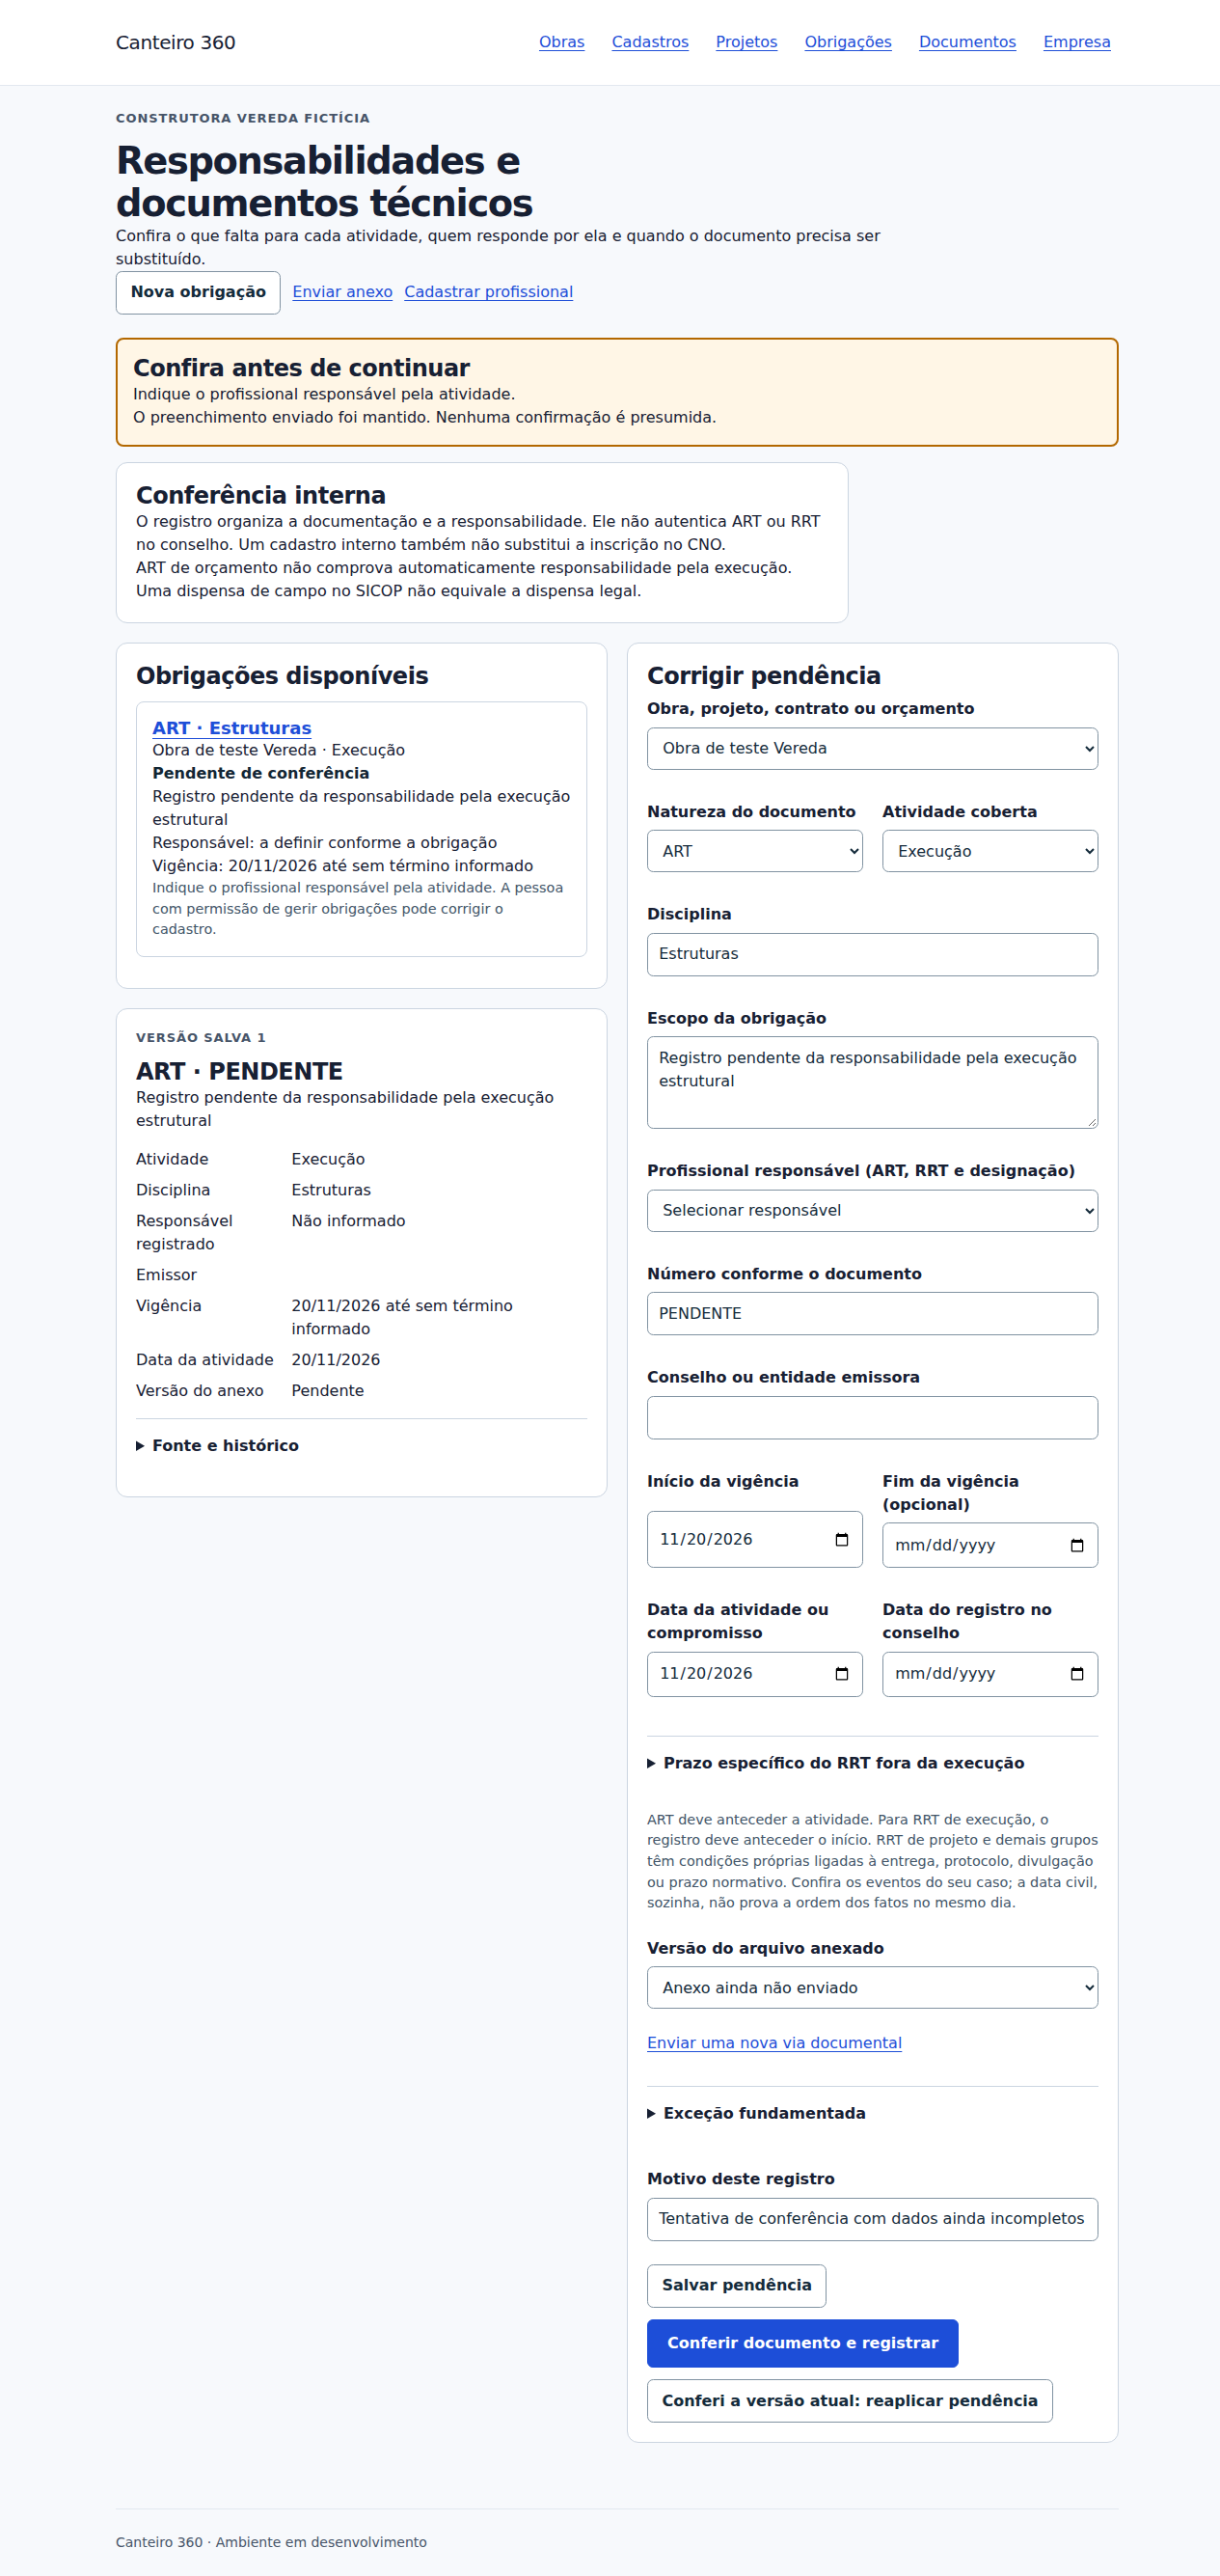 Canteiro 360
Obras
Cadastros
Projetos
Obrigações
Documentos
Empresa
CONSTRUTORA VEREDA FICTÍCIA
Responsabilidades e
documentos técnicos
Confira o que falta para cada atividade, quem responde por ela e quando o documento precisa ser
substituído.
Nova obrigação
Enviar anexo
Cadastrar profissional
Confira antes de continuar
Indique o profissional responsável pela atividade.
O preenchimento enviado foi mantido. Nenhuma confirmação é presumida.
Conferência interna
O registro organiza a documentação e a responsabilidade. Ele não autentica ART ou RRT
no conselho. Um cadastro interno também não substitui a inscrição no CNO.
ART de orçamento não comprova automaticamente responsabilidade pela execução.
Uma dispensa de campo no SICOP não equivale a dispensa legal.
Obrigações disponíveis
ART · Estruturas
Obra de teste Vereda · Execução
Pendente de conferência
Registro pendente da responsabilidade pela execução
estrutural
Responsável: a definir conforme a obrigação
Vigência: 20/11/2026 até sem término informado
Indique o profissional responsável pela atividade. A pessoa
com permissão de gerir obrigações pode corrigir o
cadastro.
VERSÃO SALVA 1
ART · PENDENTE
Registro pendente da responsabilidade pela execução
estrutural
Atividade Execução
Disciplina Estruturas
Responsável Não informado
registrado
Emissor
Vigência 20/11/2026 até sem término
informado
Data da atividade 20/11/2026
Versão do anexo Pendente
Fonte e histórico
Corrigir pendência
Obra, projeto, contrato ou orçamento
Obra de teste Vereda
Natureza do documento
ART
Atividade coberta
Execução
Disciplina
Estruturas
Escopo da obrigação
Registro pendente da responsabilidade pela execução
estrutural
Profissional responsável (ART, RRT e designação)
Selecionar responsável
Número conforme o documento
PENDENTE
Conselho ou entidade emissora
Início da vigência
11/20/2026
Fim da vigência
(opcional)
mm/dd/yyyy
Data da atividade ou
compromisso
11/20/2026
Data do registro no
conselho
mm/dd/yyyy
Prazo específico do RRT fora da execução
ART deve anteceder a atividade. Para RRT de execução, o
registro deve anteceder o início. RRT de projeto e demais grupos
têm condições próprias ligadas à entrega, protocolo, divulgação
ou prazo normativo. Confira os eventos do seu caso; a data civil,
sozinha, não prova a ordem dos fatos no mesmo dia.
Versão do arquivo anexado
Anexo ainda não enviado
Enviar uma nova via documental
Exceção fundamentada
Motivo deste registro
Tentativa de conferência com dados ainda incompletos
Salvar pendência
Conferir documento e registrar
Conferi a versão atual: reaplicar pendência
Canteiro 360 · Ambiente em desenvolvimento